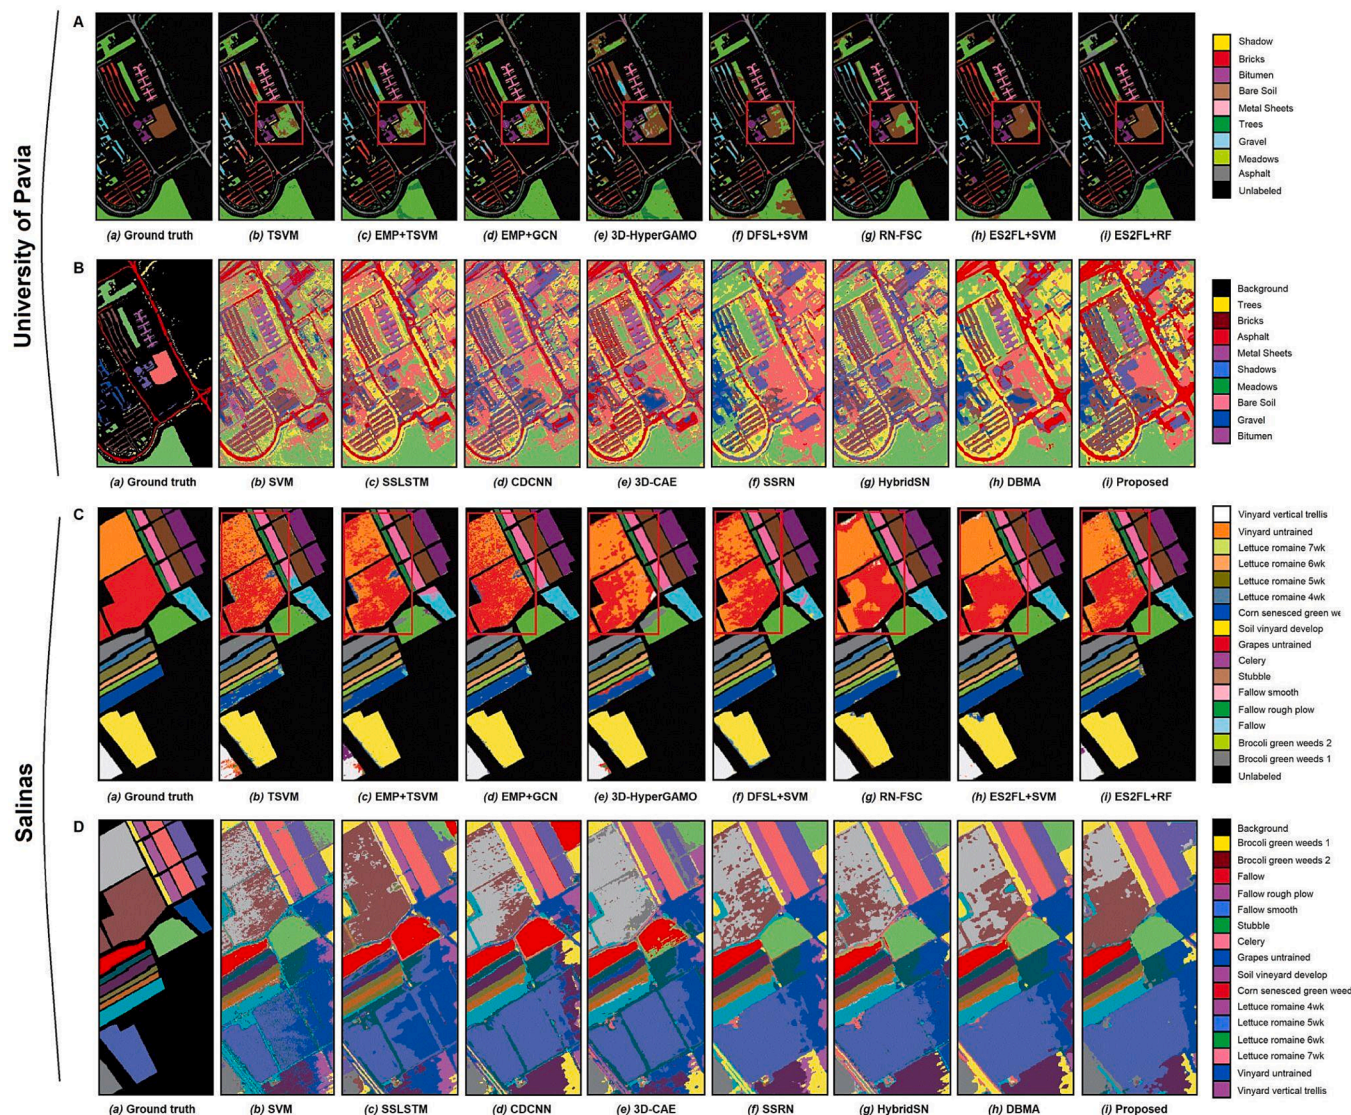 University of Pavia
A
(a) Ground truth
(b) TSVM
(c) EMP+TSVM
(d) EMP+GCN
(e) 3D-HyperGAMO
(f) DFSL+SVM
(g) RN-FSC
(h) ES2FL+SVM
(i) ES2FL+RF
Shadow
Bricks
Bitumen
Bare Soil
Metal Sheets
Trees
Gravel
Meadows
Asphalt
Unlabeled
B
(a) Ground truth
(b) SVM
(c) SSLSTM
(d) CDCNN
(e) 3D-CAE
(f) SSRN
(g) HybridSN
(h) DBMA
(i) Proposed
Background
Trees
Bricks
Asphalt
Metal Sheets
Shadows
Meadows
Bare Soil
Gravel
Bitumen
Salinas
C
(a) Ground truth
(b) TSVM
(c) EMP+TSVM
(d) EMP+GCN
(e) 3D-HyperGAMO
(f) DFSL+SVM
(g) RN-FSC
(h) ES2FL+SVM
(i) ES2FL+RF
Vinyard vertical trellis
Vinyard untrained
Lettuce romaine 7wk
Lettuce romaine 6wk
Lettuce romaine 5wk
Lettuce romaine 4wk
Corn senesced green we
Soil vinyard develop
Grapes untrained
Celery
Stubble
Fallow smooth
Fallow rough plow
Fallow
Brocoli green weeds 2
Brocoli green weeds 1
Unlabeled
D
(a) Ground truth
(b) SVM
(c) SSLSTM
(d) CDCNN
(e) 3D-CAE
(f) SSRN
(g) HybridSN
(h) DBMA
(i) Proposed
Background
Brocoli green weeds 1
Brocoli green weeds 2
Fallow
Fallow rough plow
Fallow smooth
Stubble
Celery
Grapes untrained
Soil vineyard develop
Corn senesced green weed
Lettuce romaine 4wk
Lettuce romaine 5wk
Lettuce romaine 6wk
Lettuce romaine 7wk
Vinyard untrained
Vinyard vertical trellis